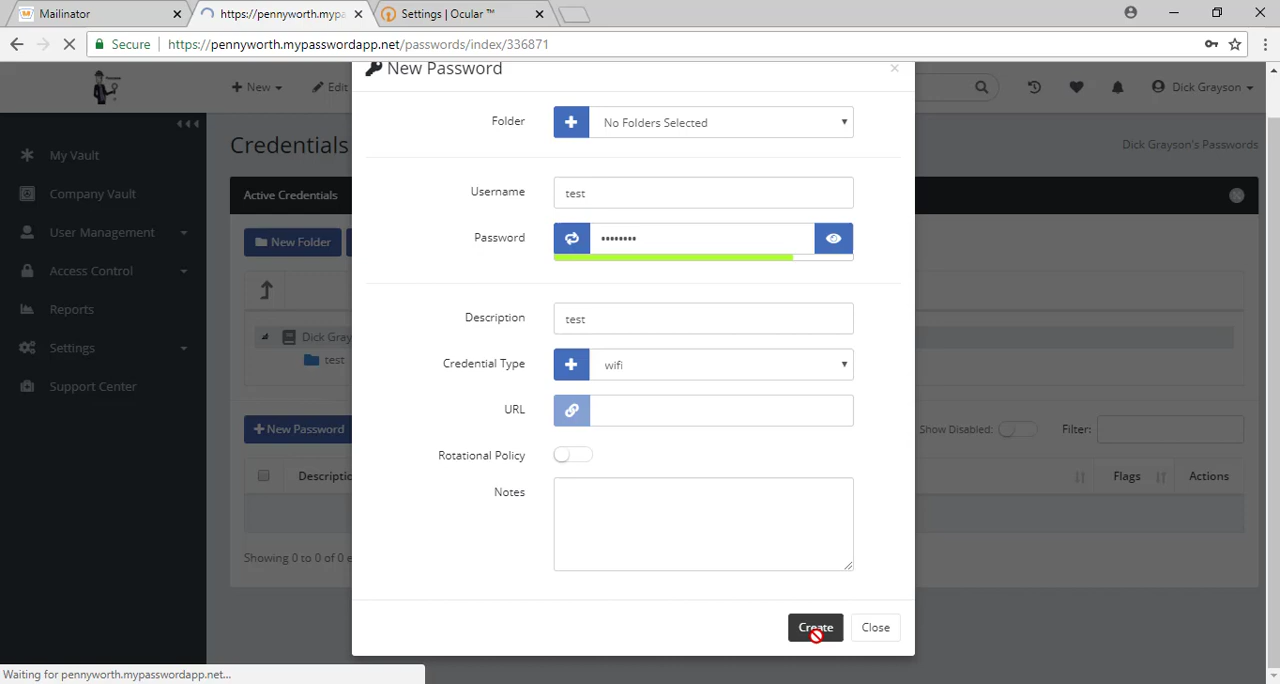 Mailinator
https://pennyworth.mypa
Settings | Ocular ™
Secure
https://pennyworth.mypasswordapp.net/passwords/index/336871
New
Edit
Dick Grayson
New Password
×
My Vault
Company Vault
User Management
Access Control
Reports
Settings
Support Center
Credentials
Dick Grayson's Passwords
Active Credentials
New Folder
Dick Gray
test
New Password
Show Disabled:
Filter:
Descriptio
Flags
Actions
Showing 0 to 0 of 0 e
Folder
No Folders Selected
Username
test
Password
••••••••
Description
test
Credential Type
wifi
URL
Rotational Policy
Notes
Create
Close
Waiting for pennyworth.mypasswordapp.net...